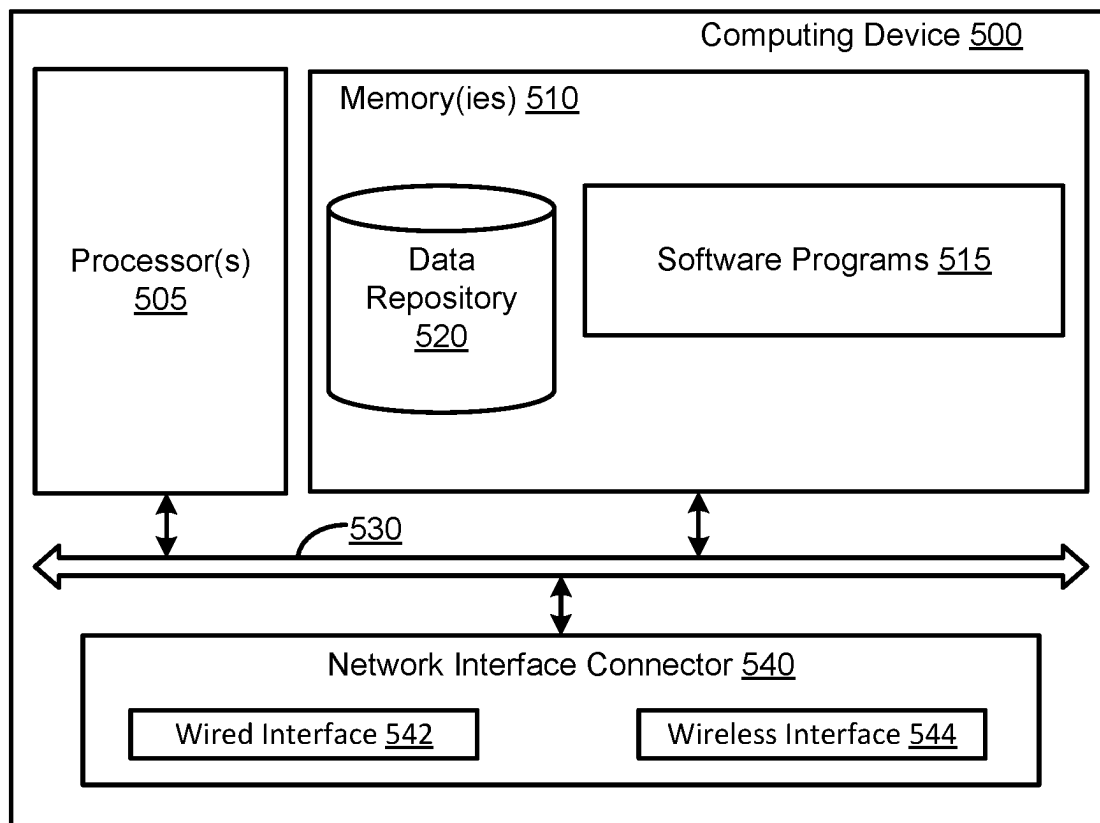 Computing Device 500
Memory(ies) 510
Processor(s)
505
Data
Repository
520
Software Programs 515
530
Network Interface Connector 540
Wired Interface 542
Wireless Interface 544